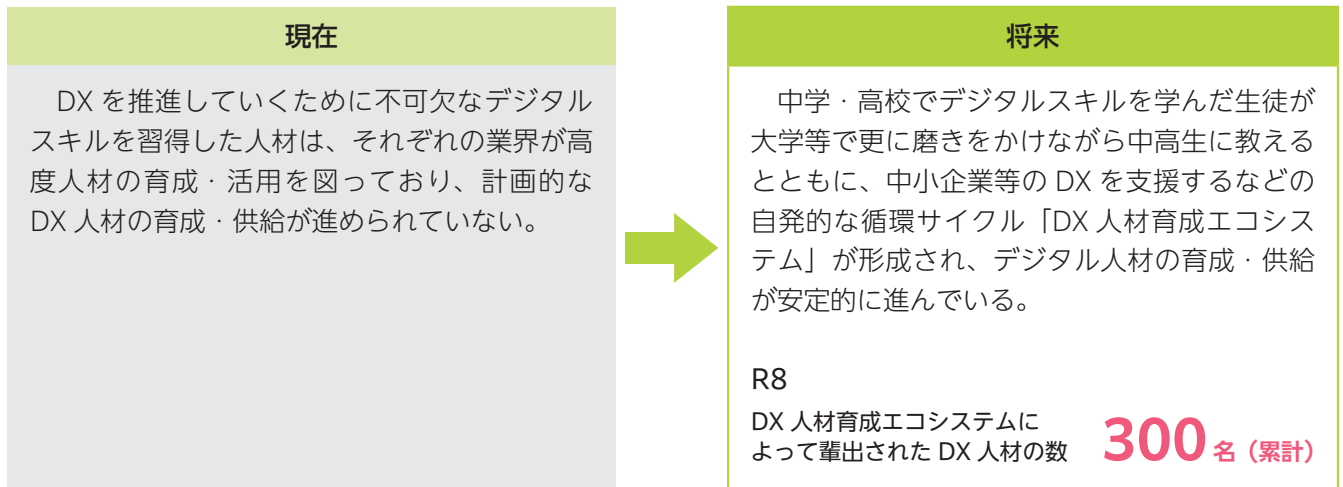 現在
DX を推進していくために不可欠なデジタル
スキルを習得した人材は、それぞれの業界が高
度人材の育成・活用を図っており、計画的な
DX 人材の育成・供給が進められていない。
将来
中学・高校でデジタルスキルを学んだ生徒が
大学等で更に磨きをかけながら中高生に教える
とともに、中小企業等の DX を支援するなどの
自発的な循環サイクル「DX 人材育成エコシス
テム」が形成され、デジタル人材の育成・供給
が安定的に進んでいる。
R8
DX 人材育成エコシステムに
よって輩出された DX 人材の数 300 名（累計）